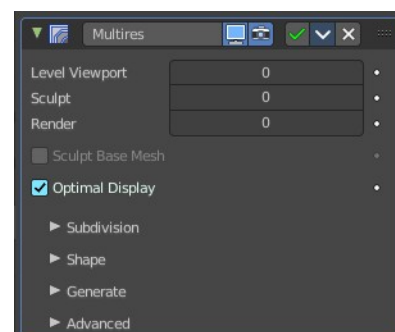 Multires
Level Viewport 0
Sculpt 0
Render 0
Sculpt Base Mesh
Optimal Display
Subdivision
Shape
Generate
Advanced